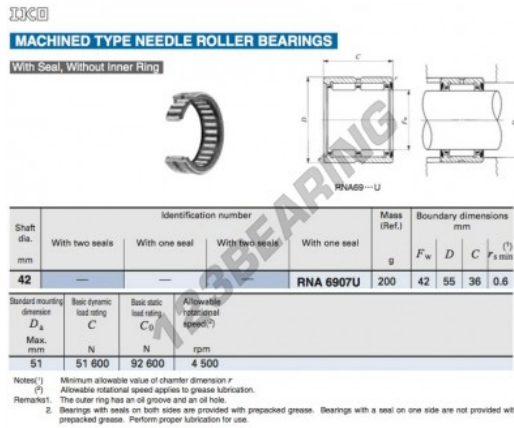 IKO
MACHINED TYPE NEEDLE ROLLER BEARINGS
With Seal, Without Inner Ring
C
D
Fw
RNA69···U
123BEARING
Shaft dia. mm
Identification number
With two seals
With one seal
With two seals
With one seal
Mass (Ref.) g
Boundary dimensions mm
Fw D C rs min (1)
42 — — — RNA 6907U 200 42 55 36 0.6
Standard mounting dimension Da Max. mm
Basic dynamic load rating C N
Basic static load rating C0 N
Allowable rotational speed(2) rpm
51 51 600 92 600 4 500
Notes(1) Minimum allowable value of chamfer dimension r
(2) Allowable rotational speed applies to grease lubrication.
Remarks1. The outer ring has an oil groove and an oil hole.
2. Bearings with seals on both sides are provided with prepacked grease. Bearings with a seal on one side are not provided wit
prepacked grease. Perform proper lubrication for use.